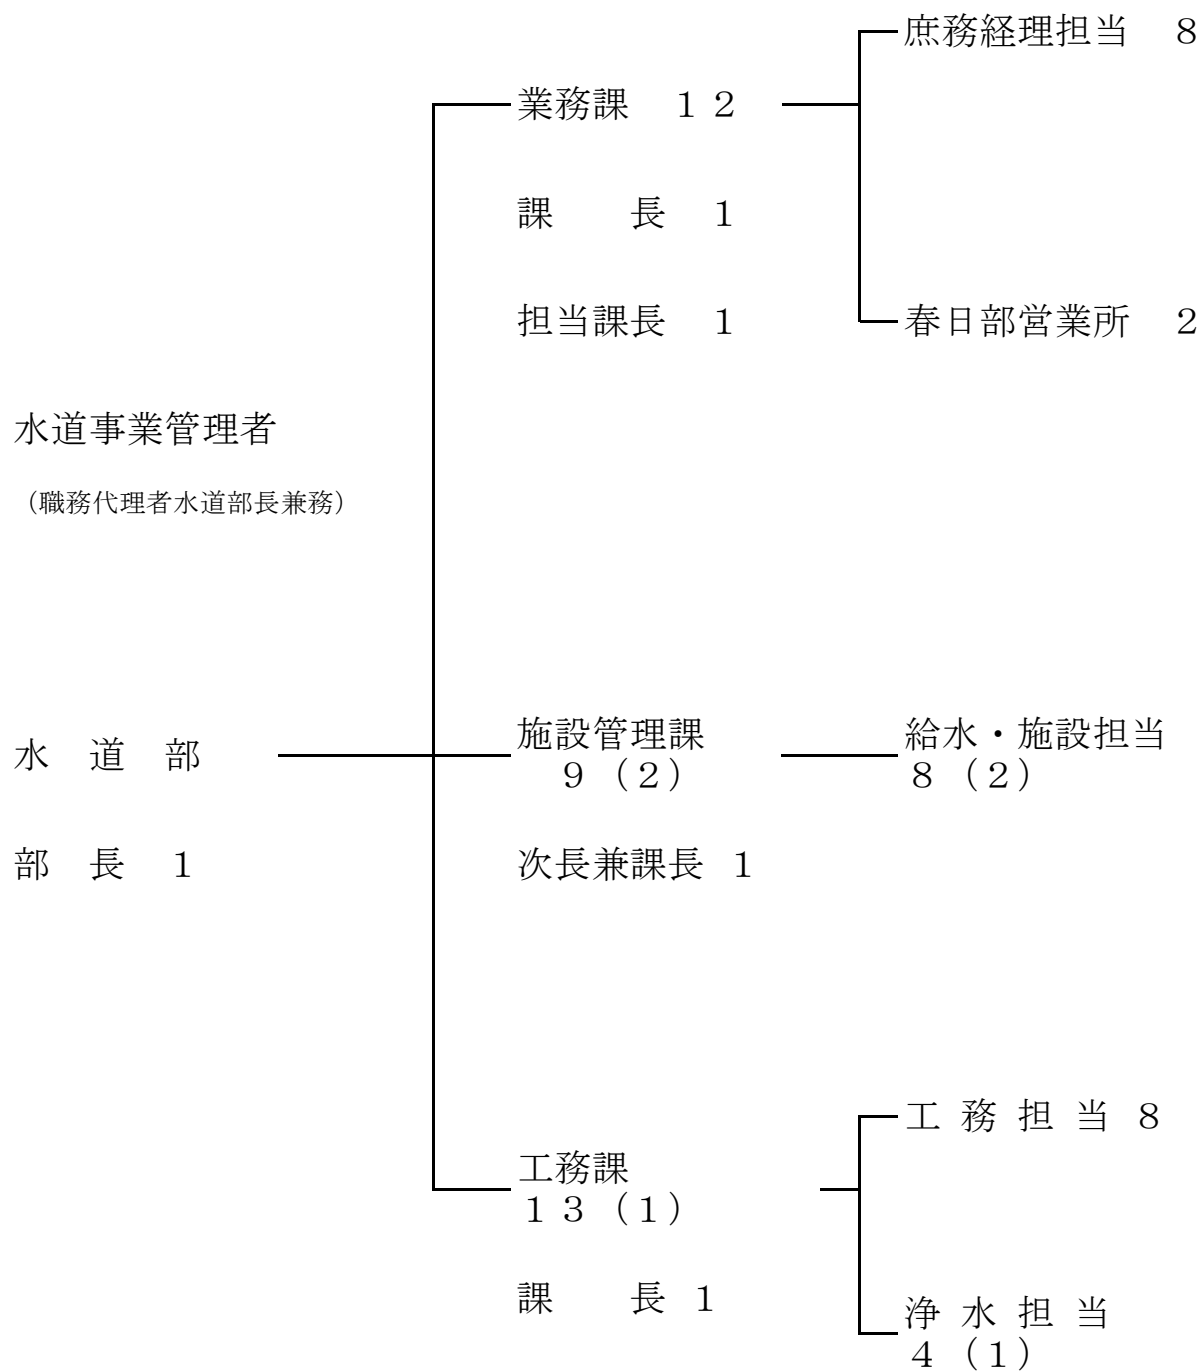 水道事業管理者
（職務代理者水道部長兼務）
水　道　部
部　長　１
業務課　１２
課　　長　１
担当課長　１
庶務経理担当　８
春日部営業所　２
施設管理課
９（２）
次長兼課長 １
給水・施設担当
８（２）
工務課
１３（１）
課　　長 １
工 務 担 当 ８
浄 水 担 当
４（１）